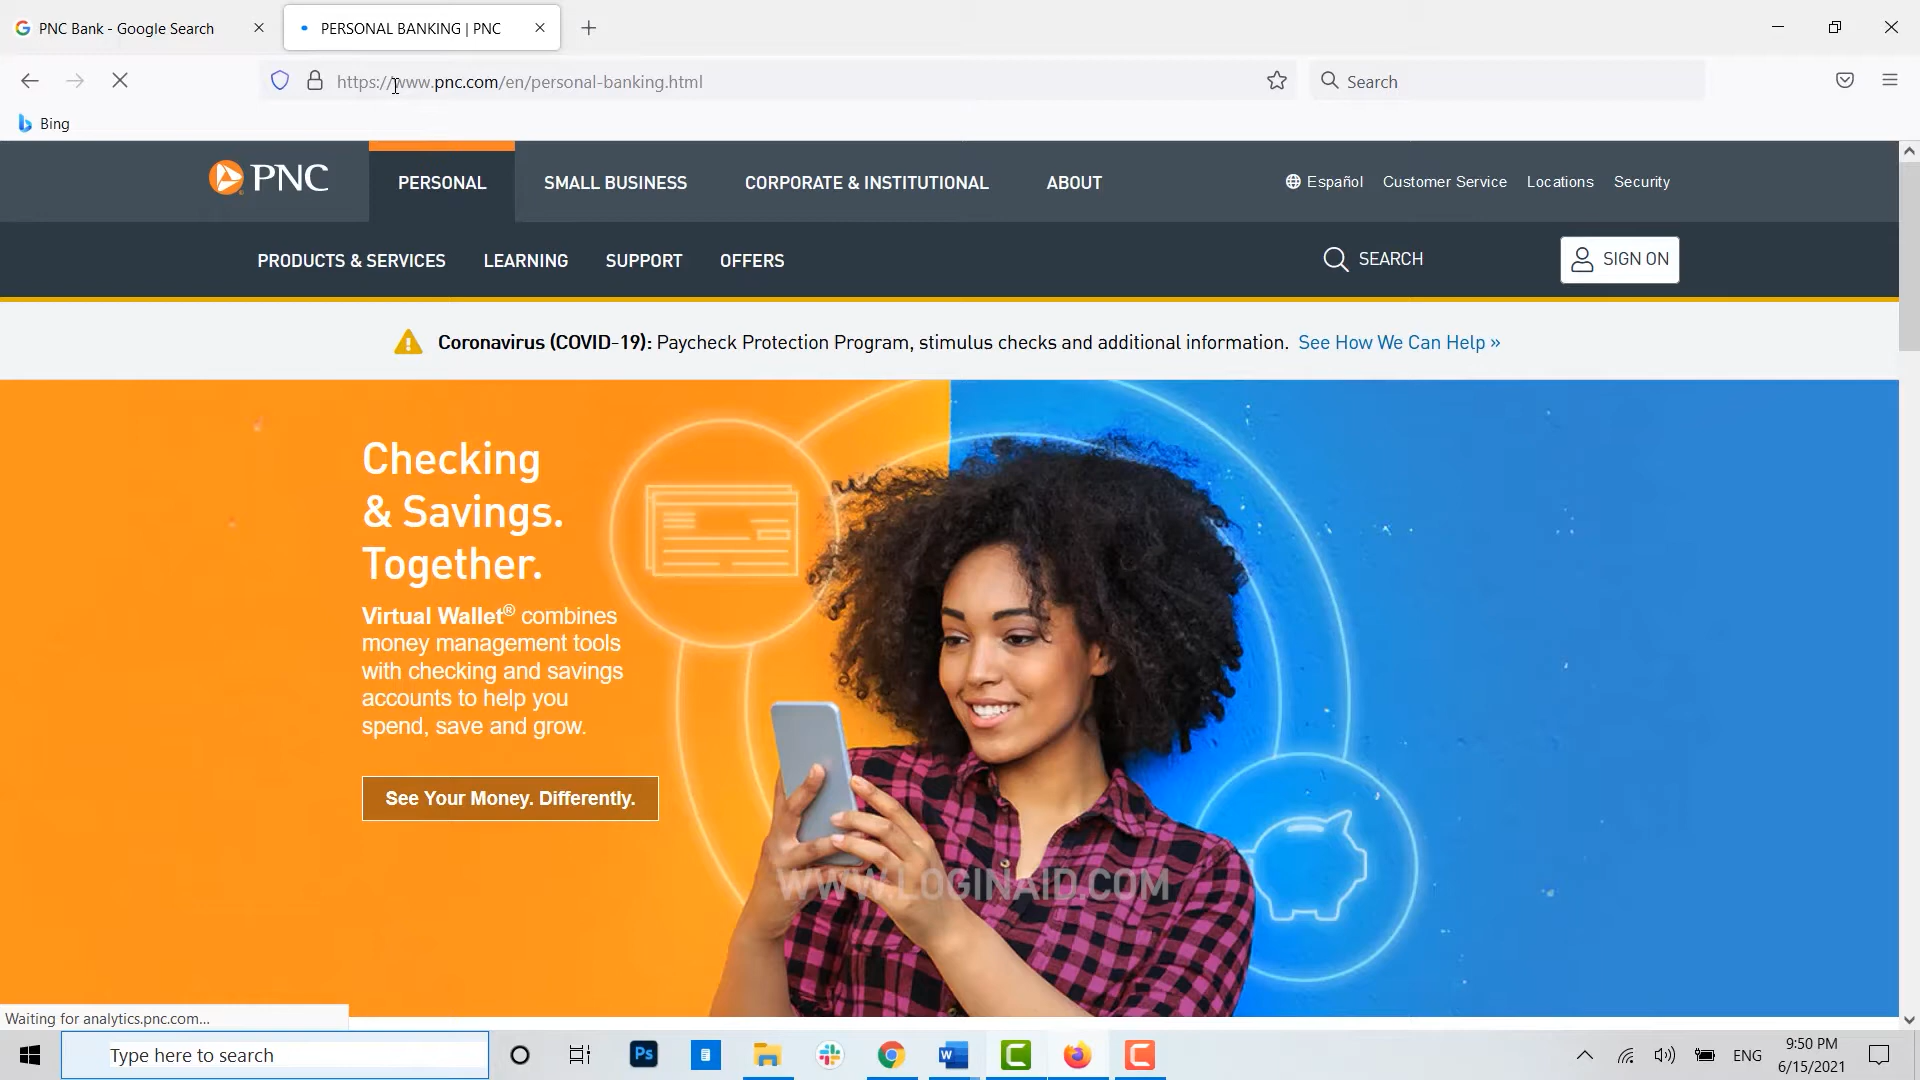 PNC Bank - Google Search
PERSONAL BANKING | PNC
https://www.pnc.com/en/personal-banking.html
Search
Bing
PNC
PERSONAL
SMALL BUSINESS
CORPORATE & INSTITUTIONAL
ABOUT
Español
Customer Service
Locations
Security
PRODUCTS & SERVICES
LEARNING
SUPPORT
OFFERS
SEARCH
SIGN ON
Coronavirus (COVID-19): Paycheck Protection Program, stimulus checks and additional information. See How We Can Help »
Checking
& Savings.
Together.
Virtual Wallet® combines
money management tools
with checking and savings
accounts to help you
spend, save and grow.
See Your Money. Differently.
WWW.LOGINAID.COM
Waiting for analytics.pnc.com...
Type here to search
Ps
W
C
C
ENG
9:50 PM
6/15/2021